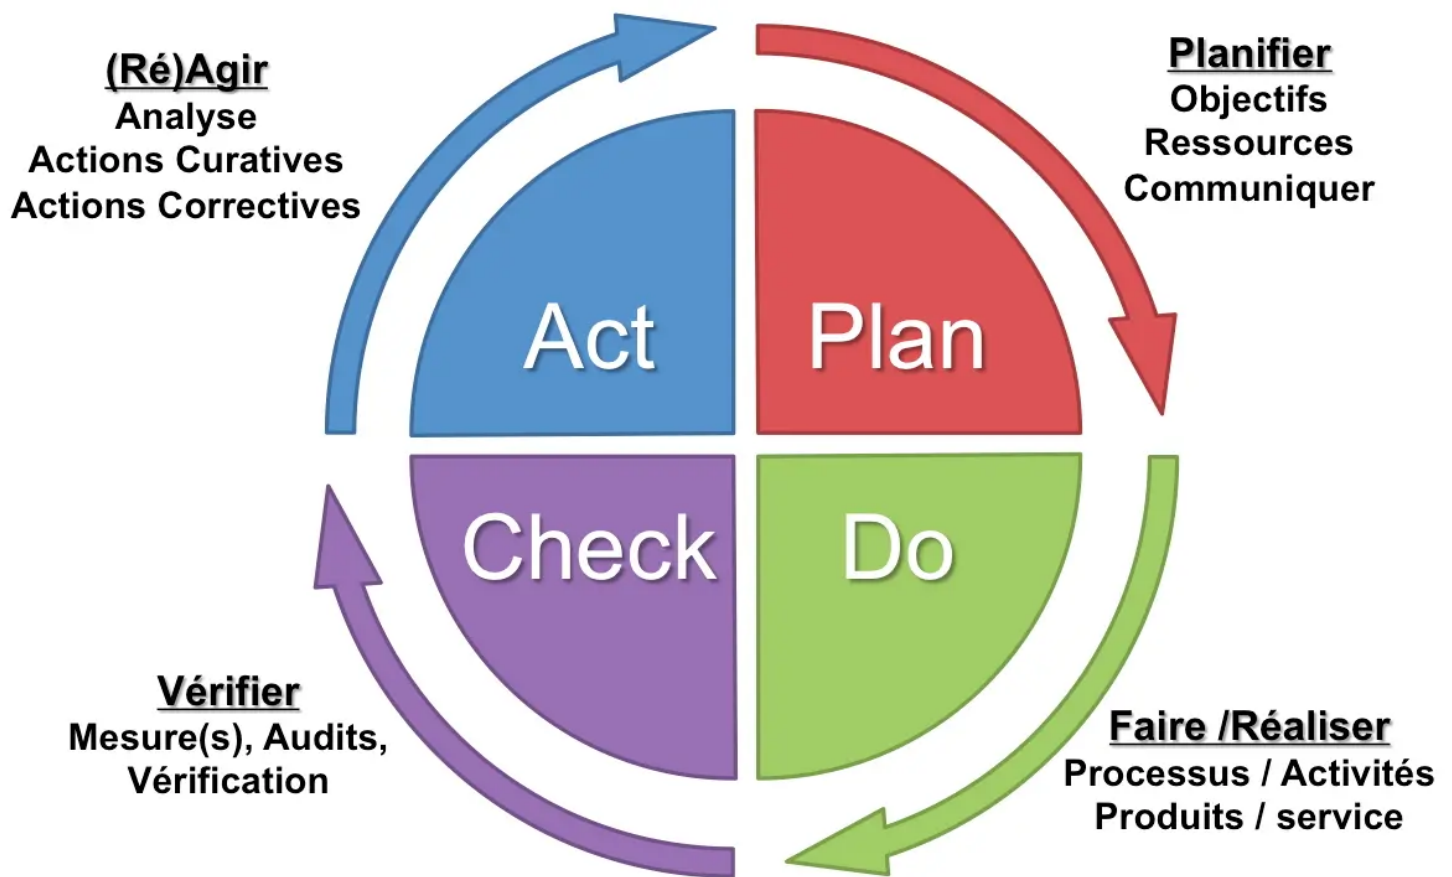 (Ré)Agir
Analyse
Actions Curatives
Actions Correctives
Planifier
Objectifs
Ressources
Communiquer
Act
Plan
Check
Do
Vérifier
Mesure(s), Audits,
Vérification
Faire /Réaliser
Processus / Activités
Produits / service